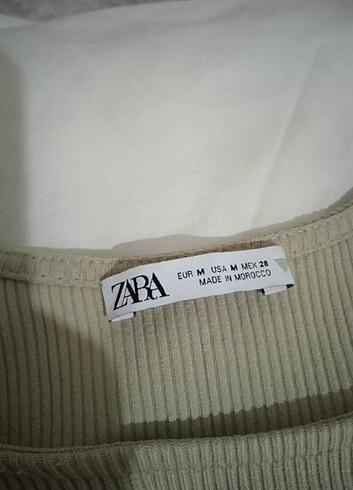 ZARA
EUR M USA M MEX 28
MADE IN MOROCCO